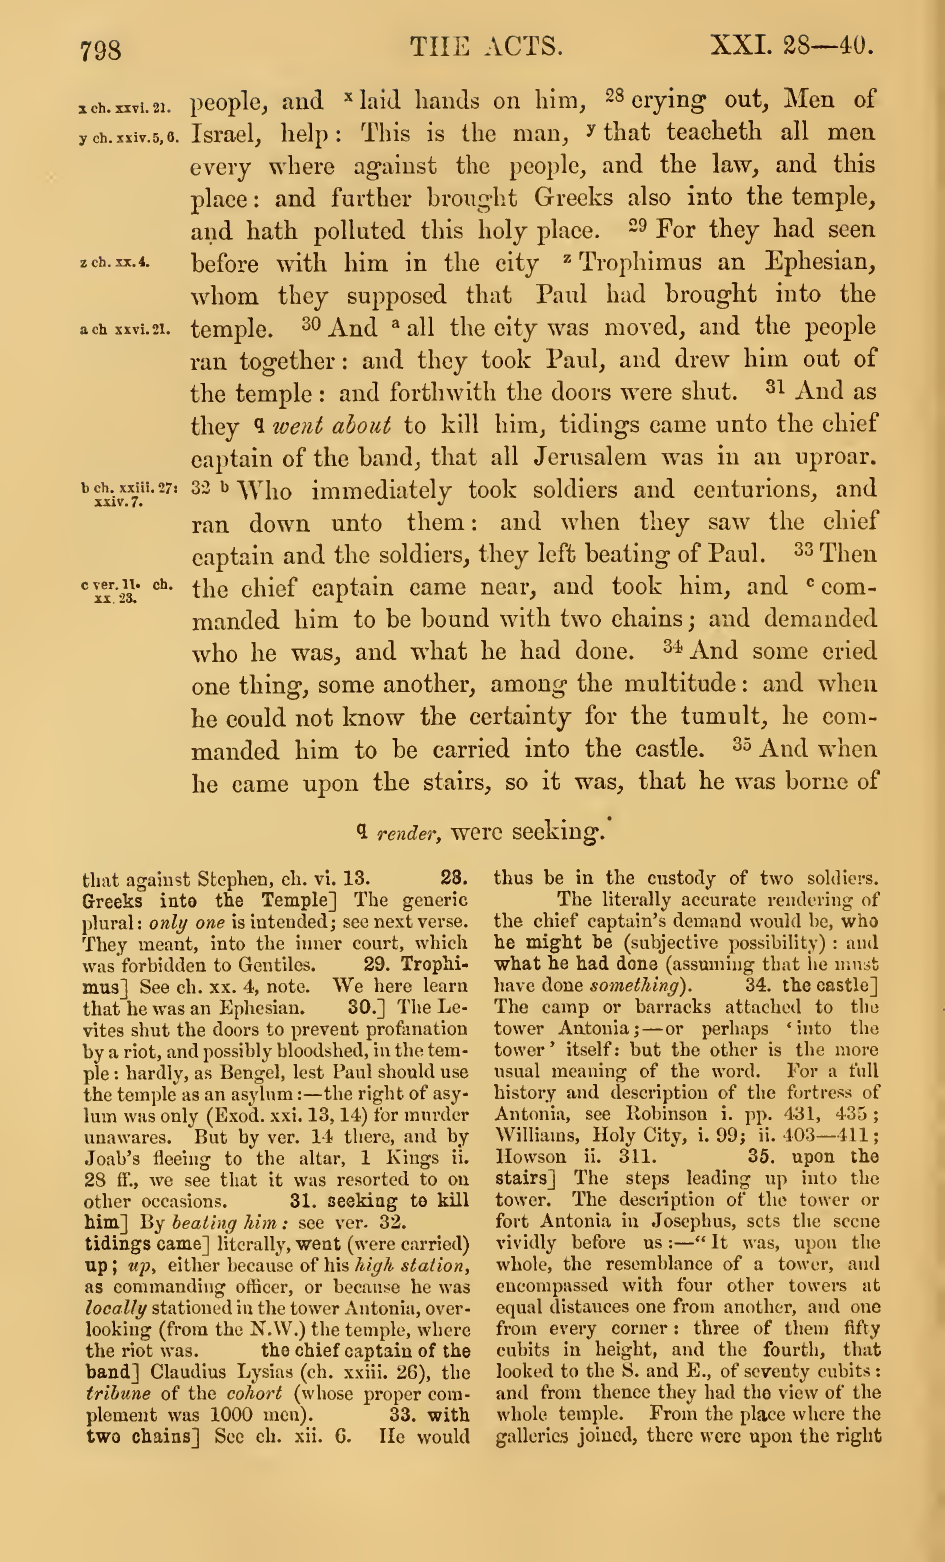 798 THE ACTS. XXI. 28—40.
x ch. xxvi. 21. people, and x laid hands on him, 28 crying out, Men of
y ch. xxiv. 5, 6. Israel, help : This is the man, y that teacheth all men
every where against the people, and the law, and this
place : and further brought Greeks also into the temple,
and hath polluted this holy place. 29 For they had seen
z ch. xx. 4. before with him in the city z Trophimus an Ephesian,
whom they supposed that Paul had brought into the
a ch xxvi. 21. temple. 30 And a all the city was moved, and the people
ran together : and they took Paul, and drew him out of
the temple : and forthwith the doors were shut. 31 And as
they q went about to kill him, tidings came unto the chief
captain of the band, that all Jerusalem was in an uproar.
b ch. xxiii. 27: 32 b Who immediately took soldiers and centurions, and
xxiv. 7.
ran down unto them : and when they saw the chief
captain and the soldiers, they left beating of Paul. 33 Then
c ver. 11. ch. the chief captain came near, and took him, and c com-
xx. 23.
manded him to be bound with two chains ; and demanded
who he was, and what he had done. 34 And some cried
one thing, some another, among the multitude : and when
he could not know the certainty for the tumult, he com-
manded him to be carried into the castle. 35 And when
he came upon the stairs, so it was, that he was borne of
q render, were seeking.
that against Stephen, ch. vi. 13. 28.
Greeks into the Temple] The generic
plural : only one is intended ; see next verse.
They meant, into the inner court, which
was forbidden to Gentiles. 29. Trophi-
mus] See ch. xx. 4, note. We here learn
that he was an Ephesian. 30.] The Le-
vites shut the doors to prevent profanation
by a riot, and possibly bloodshed, in the tem-
ple : hardly, as Bengel, lest Paul should use
the temple as an asylum :—the right of asy-
lum was only (Exod. xxi. 13, 14) for murder
unawares. But by ver. 14 there, and by
Joab's fleeing to the altar, 1 Kings ii.
28 ff., we see that it was resorted to on
other occasions. 31. seeking to kill
him] By beating him : see ver. 32.
tidings came] literally, went (were carried)
up ; up, either because of his high station,
as commanding officer, or because he was
locally stationed in the tower Antonia, over-
looking (from the N.W.) the temple, where
the riot was. the chief captain of the
band] Claudius Lysias (ch. xxiii. 26), the
tribune of the cohort (whose proper com-
plement was 1000 men). 33. with
two chains] See ch. xii. 6. He would
thus be in the custody of two soldiers.
The literally accurate rendering of
the chief captain's demand would be, who
he might be (subjective possibility) : and
what he had done (assuming that he must
have done something). 34. the castle]
The camp or barracks attached to the
tower Antonia ;—or perhaps 'into the
tower' itself : but the other is the more
usual meaning of the word. For a full
history and description of the fortress of
Antonia, see Robinson i. pp. 431, 435 ;
Williams, Holy City, i. 99 ; ii. 403—411 ;
Howson ii. 311. 35. upon the
stairs] The steps leading up into the
tower. The description of the tower or
fort Antonia in Josephus, sets the scene
vividly before us :—“ It was, upon the
whole, the resemblance of a tower, and
encompassed with four other towers at
equal distances one from another, and one
from every corner : three of them fifty
cubits in height, and the fourth, that
looked to the S. and E., of seventy cubits :
and from thence they had the view of the
whole temple. From the place where the
galleries joined, there were upon the right